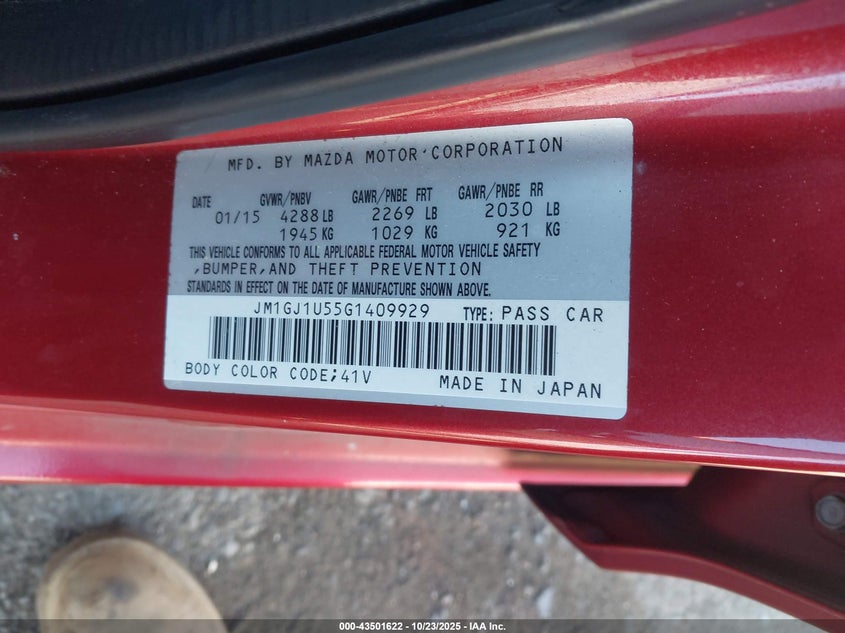 MFD. BY MAZDA MOTOR CORPORATION
DATE GVWR/PNBV GAWR/PNBE FRT GAWR/PNBE RR
01/15 4288 LB 2269 LB 2030 LB
1945 KG 1029 KG 921 KG
THIS VEHICLE CONFORMS TO ALL APPLICABLE FEDERAL MOTOR VEHICLE SAFETY
,BUMPER,AND THEFT PREVENTION
STANDARDS IN EFFECT ON THE DATE OF MANUFACTURE SHOWN ABOVE.
JM1GJ1U55G1409929 TYPE: PASS CAR
BODY COLOR CODE;41V MADE IN JAPAN
000-43501622 - 10/23/2025 - IAA Inc.